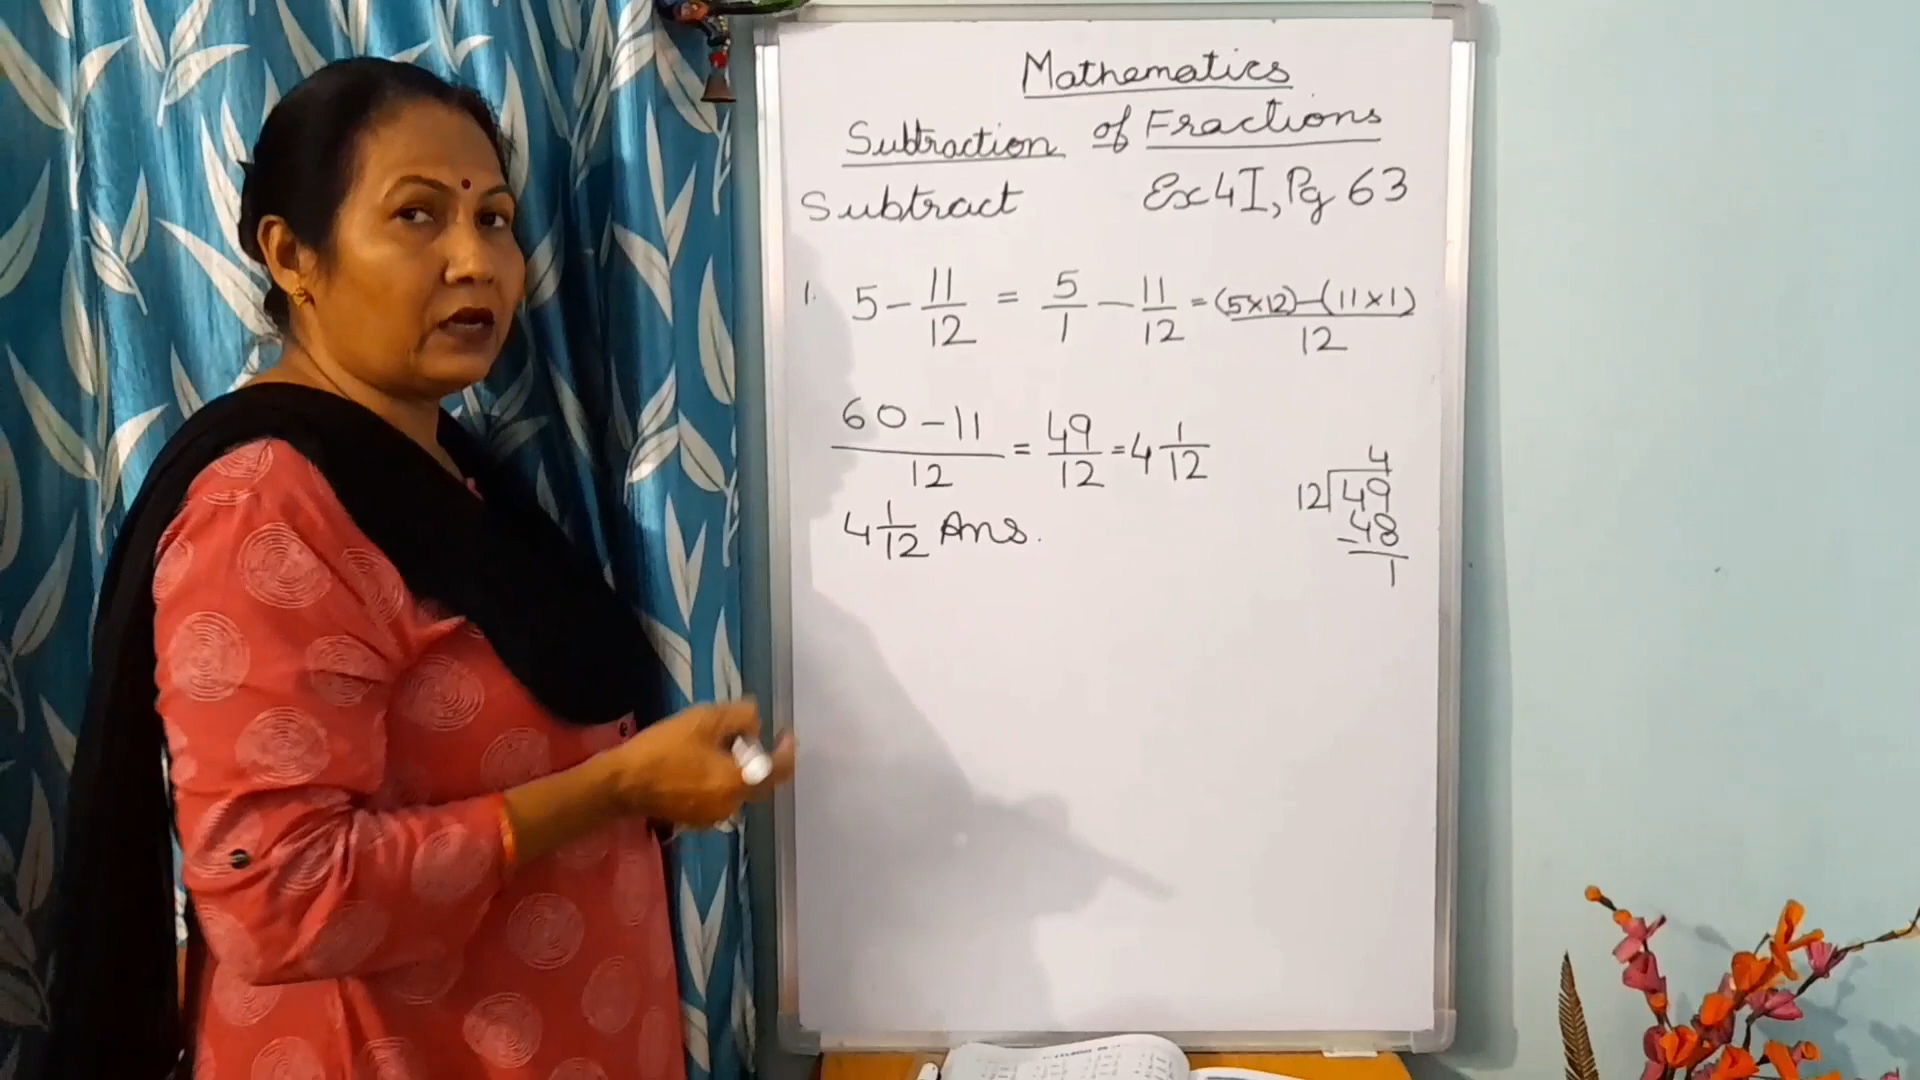 Mathematics
Subtraction of Fractions
Subtract Ex 4I, Pg 63
1. 5 - 11/12 = 5/1 - 11/12 = (5×12)-(11×1)/12
60-11/12 = 49/12 = 4 1/12
4 1/12 Ans.
4
12)49
-48
1